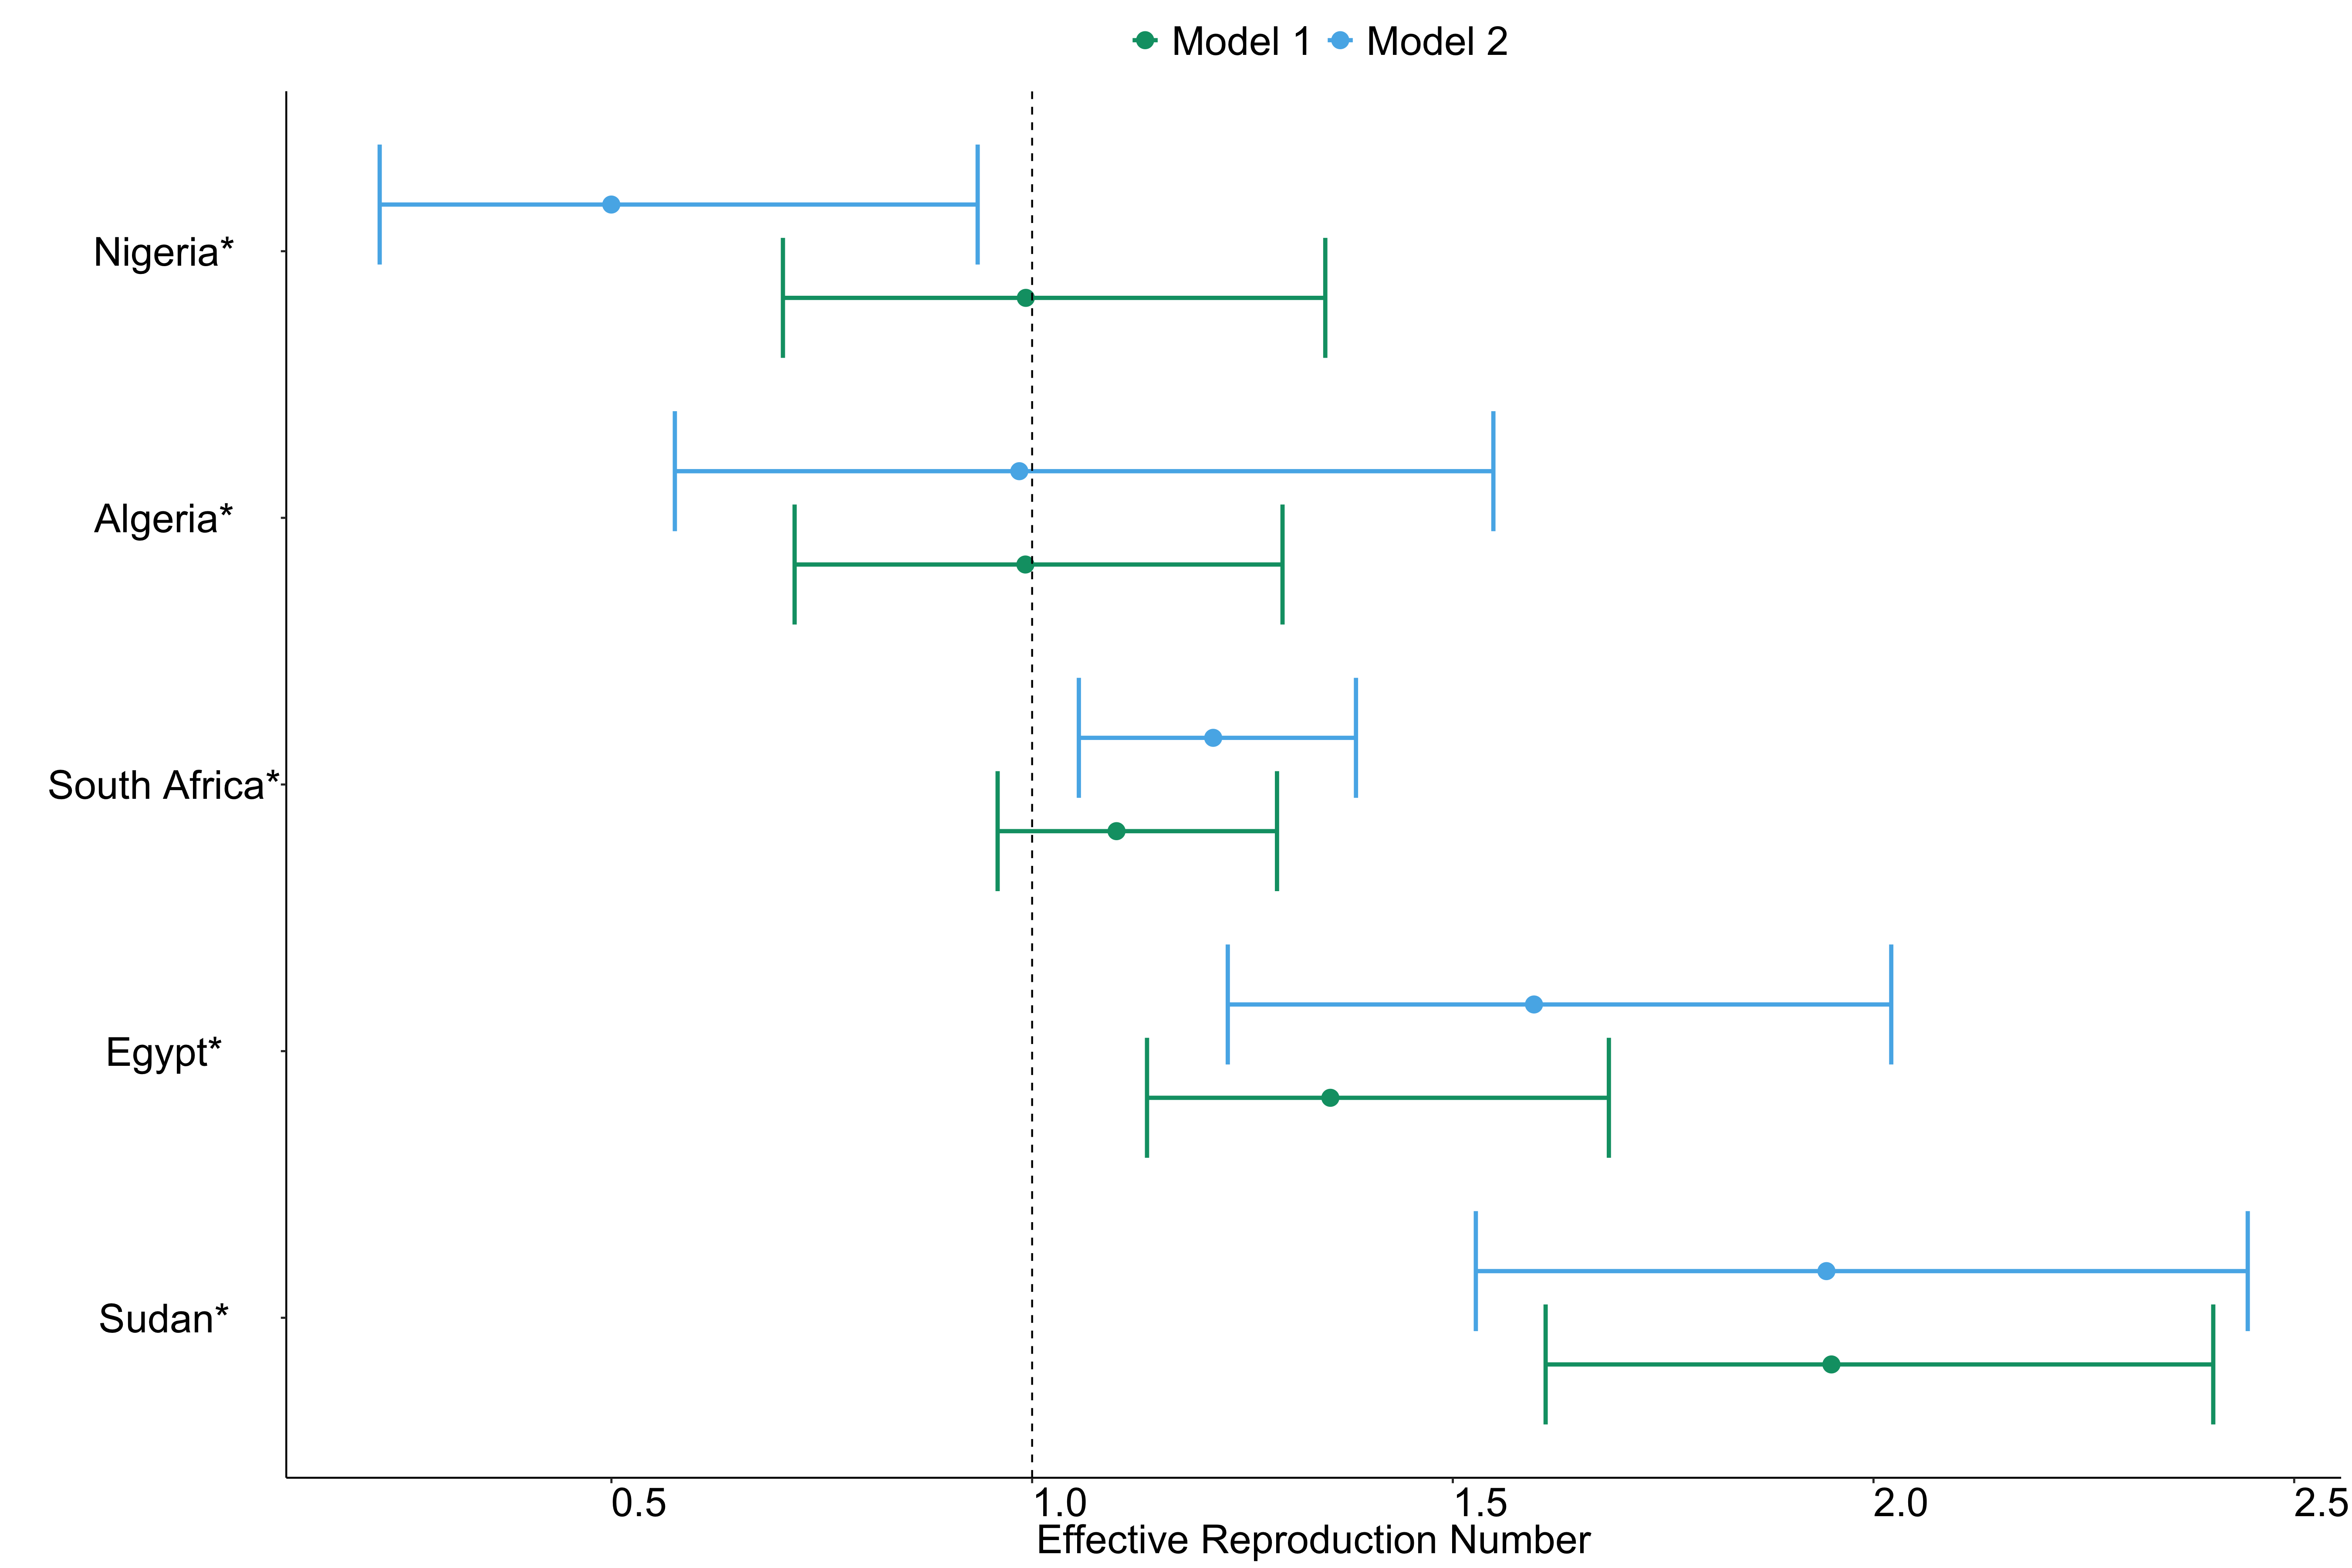 Model 1 Model 2
Nigeria*
Algeria*
South Africa*
Egypt*
Sudan*
0.5 1.0 1.5 2.0 2.5
Effective Reproduction Number